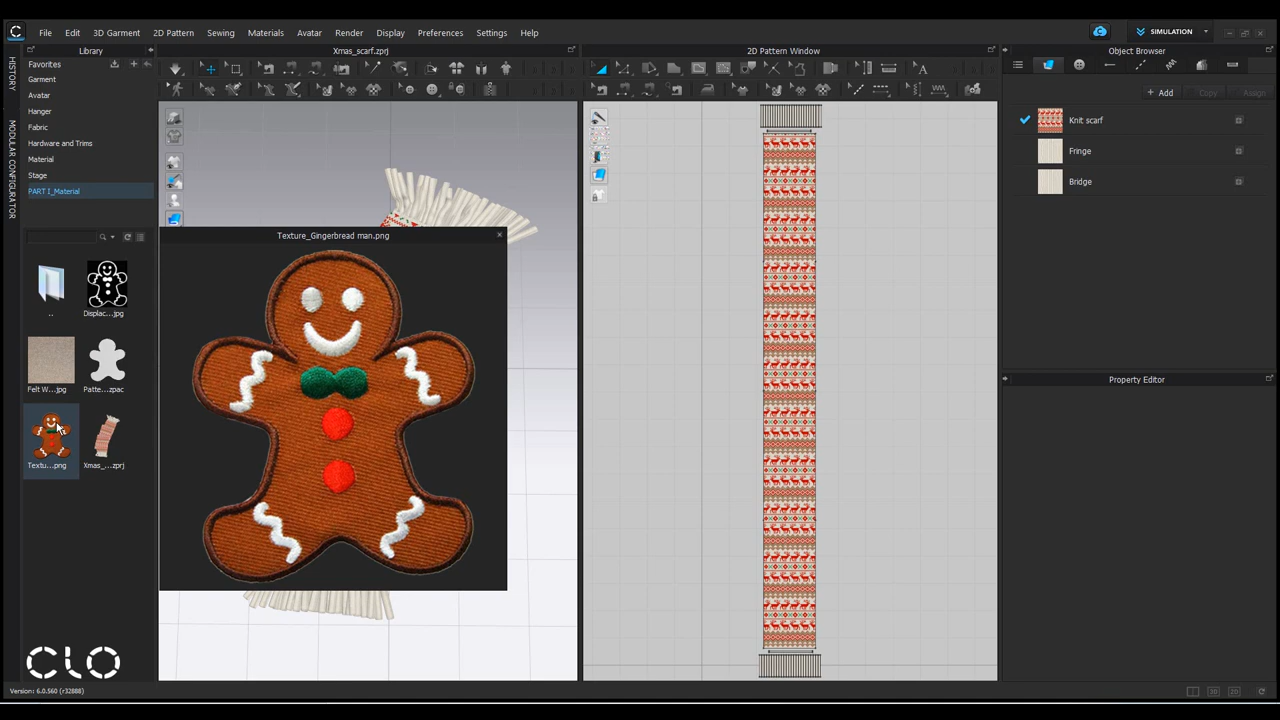 File Edit 3D Garment 2D Pattern Sewing Materials Avatar Render Display Preferences Settings Help
SIMULATION
HISTORY
MODULAR CONFIGURATOR
Library
Xmas_scarf.zprj
2D Pattern Window
Object Browser
Favorites
Garment
Avatar
Hanger
Fabric
Hardware and Trims
Material
Stage
PART I_Material
+ Add Copy Assign
Knit scarf
Fringe
Bridge
Texture_Gingerbread man.png
..
Displac...jpg
Felt W...jpg
Patte...zpac
Textu...png
Xmas_...zprj
Property Editor
CLO
Version: 6.0.560 (r32888)
3D
2D